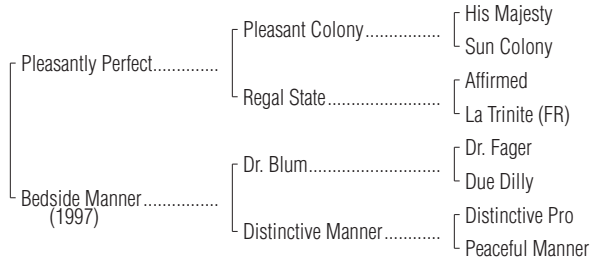 His Majesty
Pleasant Colony.................
Sun Colony
Pleasantly Perfect..............
Affirmed
Regal State.........................
La Trinite (FR)
Dr. Fager
Dr. Blum.............................
Due Dilly
Bedside Manner................
(1997)
Distinctive Pro
Distinctive Manner.............
Peaceful Manner